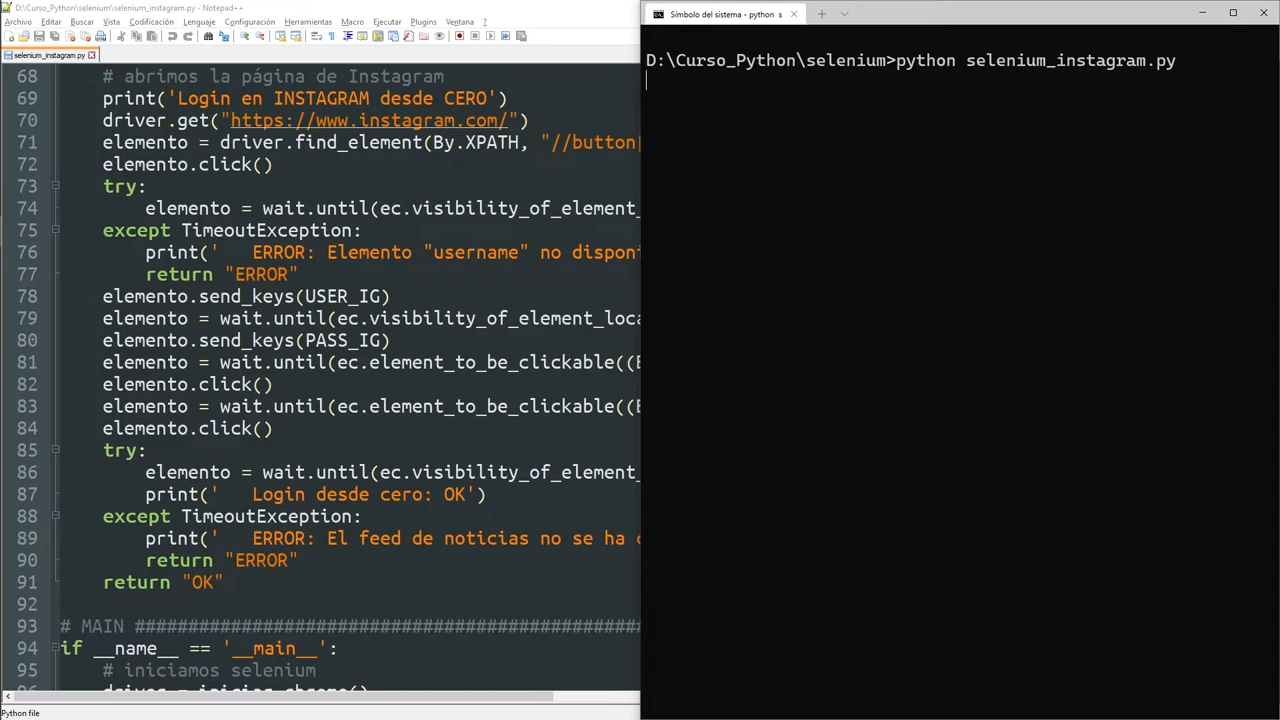 D:\Curso_Python\selenium\selenium_instagram.py - Notepad++
Archivo Editar Buscar Vista Codificación Lenguaje Configuración Herramientas Macro Ejecutar Plugins Ventana ?
selenium_instagram.py
68 # abrimos la página de Instagram
69 print('Login en INSTAGRAM desde CERO')
70 driver.get("https://www.instagram.com/")
71 elemento = driver.find_element(By.XPATH, "//button[
72 elemento.click()
73 try:
74 elemento = wait.until(ec.visibility_of_element_
75 except TimeoutException:
76 print('   ERROR: Elemento "username" no disponi
77 return "ERROR"
78 elemento.send_keys(USER_IG)
79 elemento = wait.until(ec.visibility_of_element_loca
80 elemento.send_keys(PASS_IG)
81 elemento = wait.until(ec.element_to_be_clickable((B
82 elemento.click()
83 elemento = wait.until(ec.element_to_be_clickable((B
84 elemento.click()
85 try:
86 elemento = wait.until(ec.visibility_of_element_
87 print('   Login desde cero: OK')
88 except TimeoutException:
89 print('   ERROR: El feed de noticias no se ha c
90 return "ERROR"
91 return "OK"
92
93 # MAIN ################################################
94 if __name__ == '__main__':
95 # iniciamos selenium
96 driver = iniciar_chrome()
Python file
Símbolo del sistema - python s
D:\Curso_Python\selenium>python selenium_instagram.py